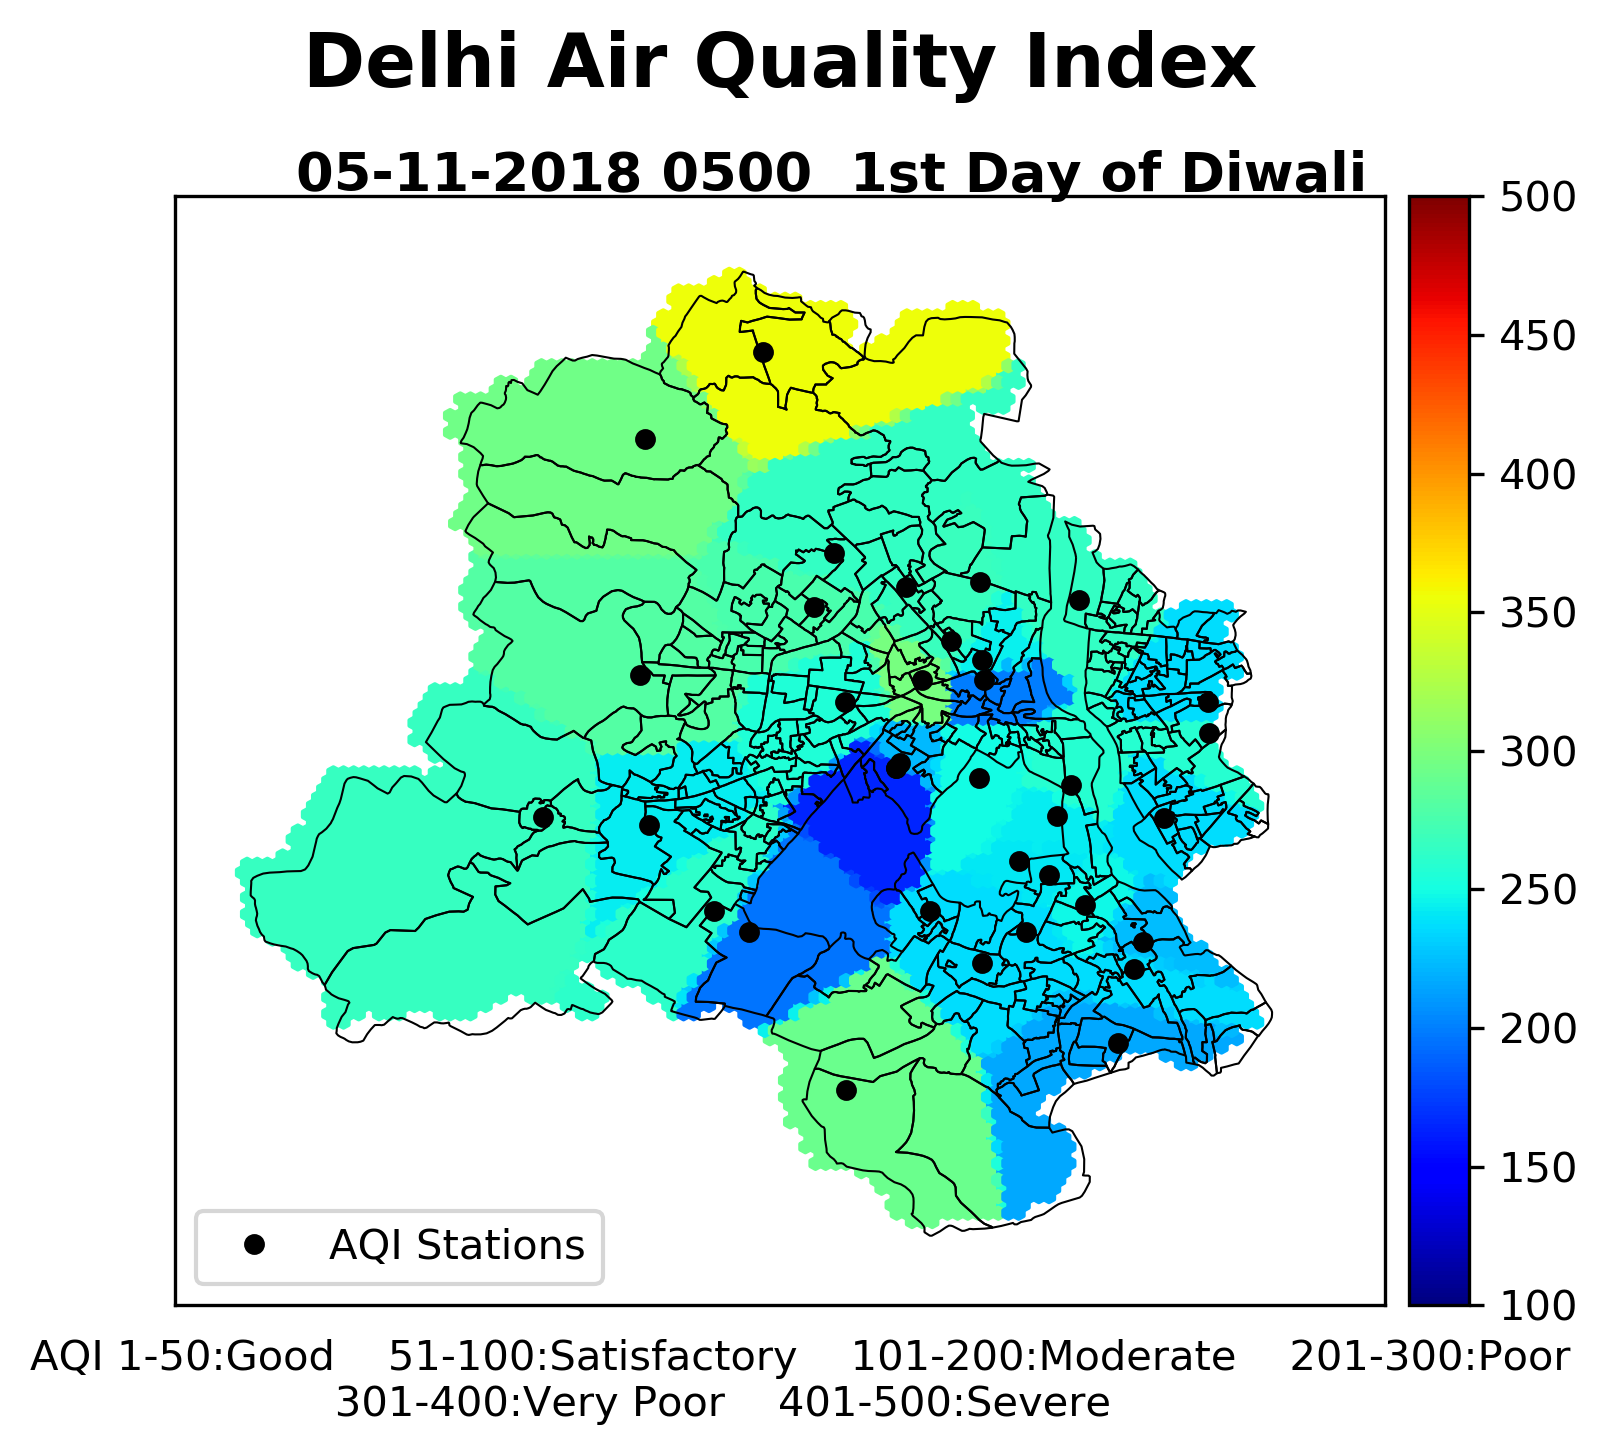 Delhi Air Quality Index
05-11-2018 0500  1st Day of Diwali
500
450
400
350
300
250
200
150
100
AQI Stations
AQI 1-50:Good    51-100:Satisfactory    101-200:Moderate    201-300:Poor
301-400:Very Poor    401-500:Severe